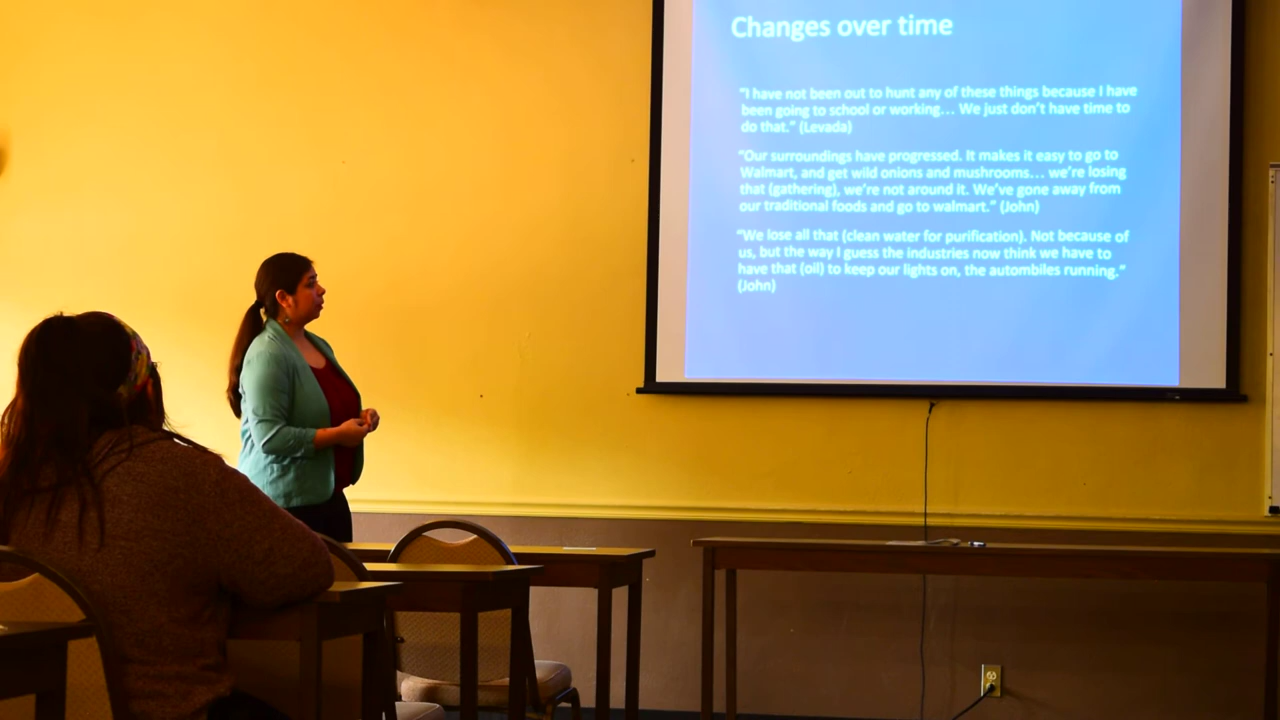 Changes over time
"I have not been out to hunt any of these things because I have
been going to school or working... We just don't have time to
do that." (Levada)
"Our surroundings have progressed. It makes it easy to go to
Walmart, and get wild onions and mushrooms... we're losing
that (gathering), we're not around it. We've gone away from
our traditional foods and go to walmart." (John)
"We lose all that (clean water for purification). Not because of
us, but the way I guess the industries now think we have to
have that (oil) to keep our lights on, the autombiles running."
(John)